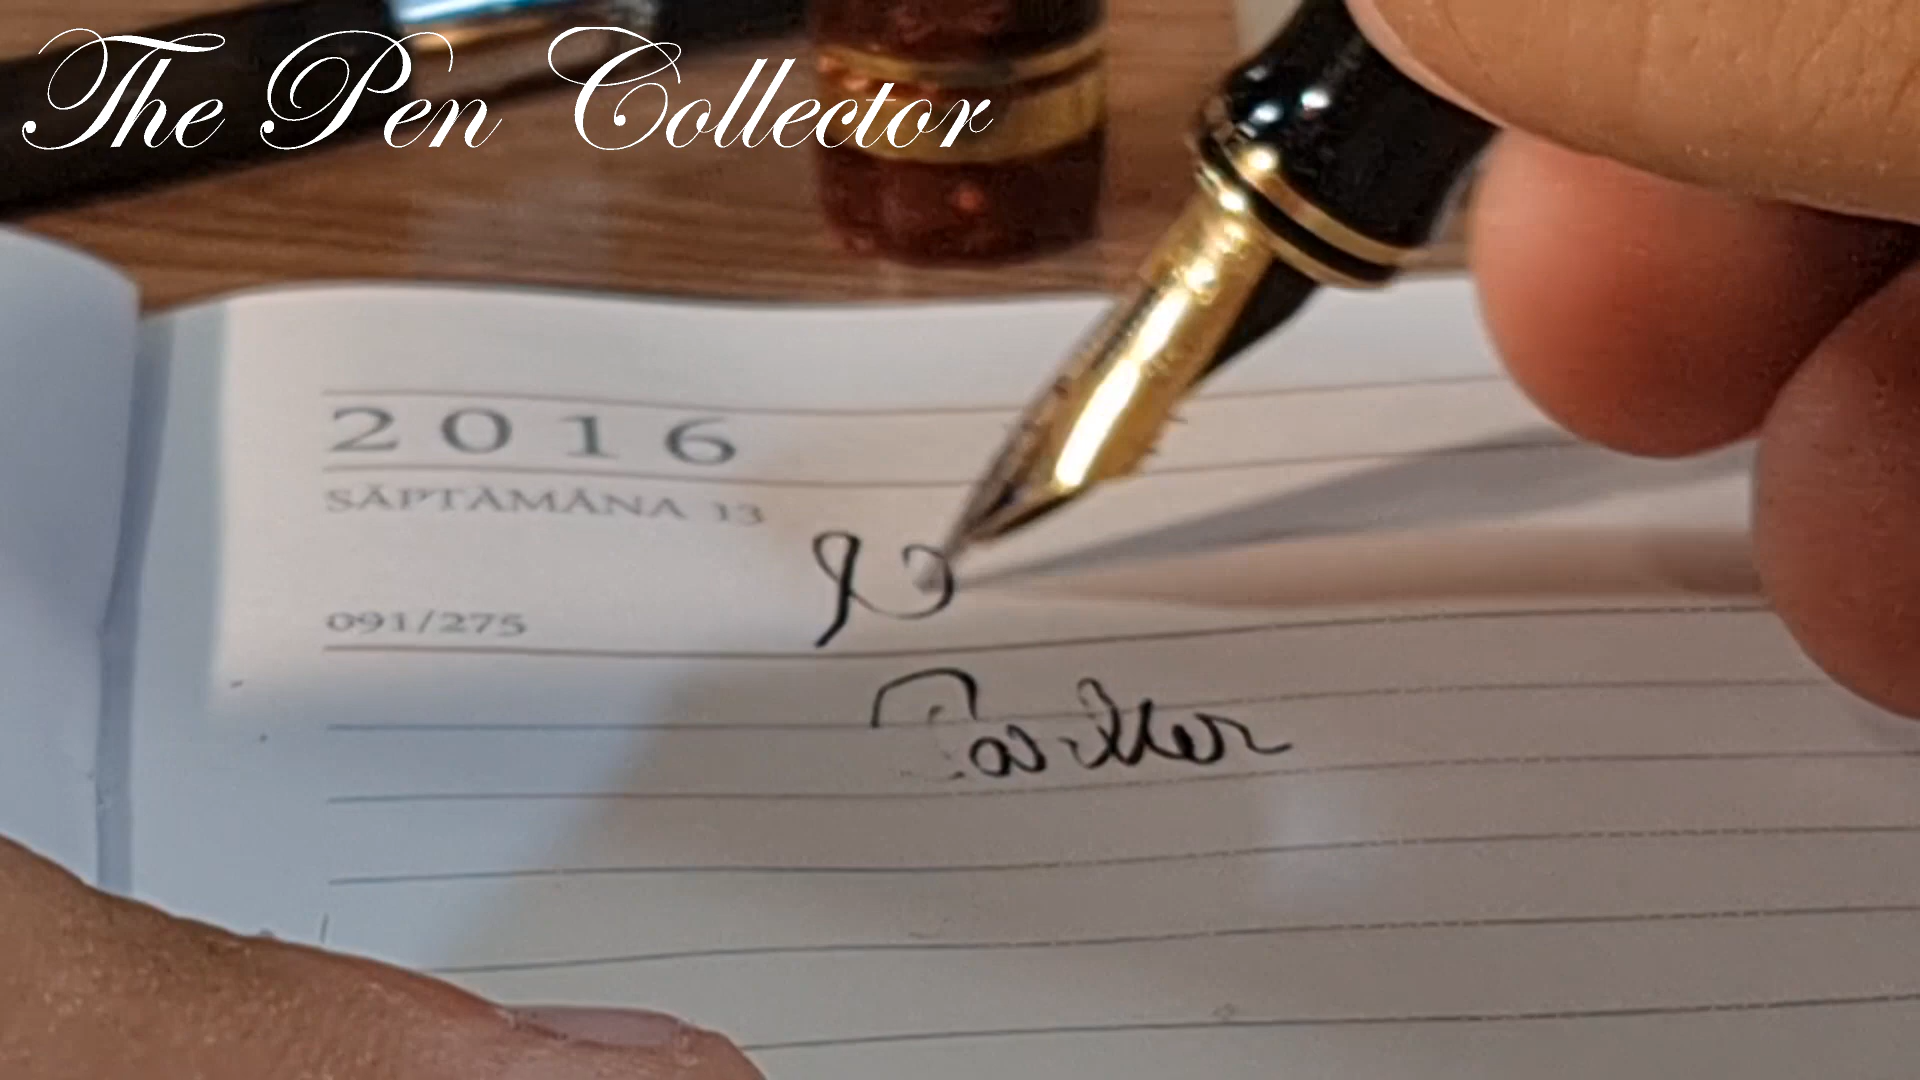 The Pen Collector
2016
SĂPTĂMÂNA 13
091/275
Parker